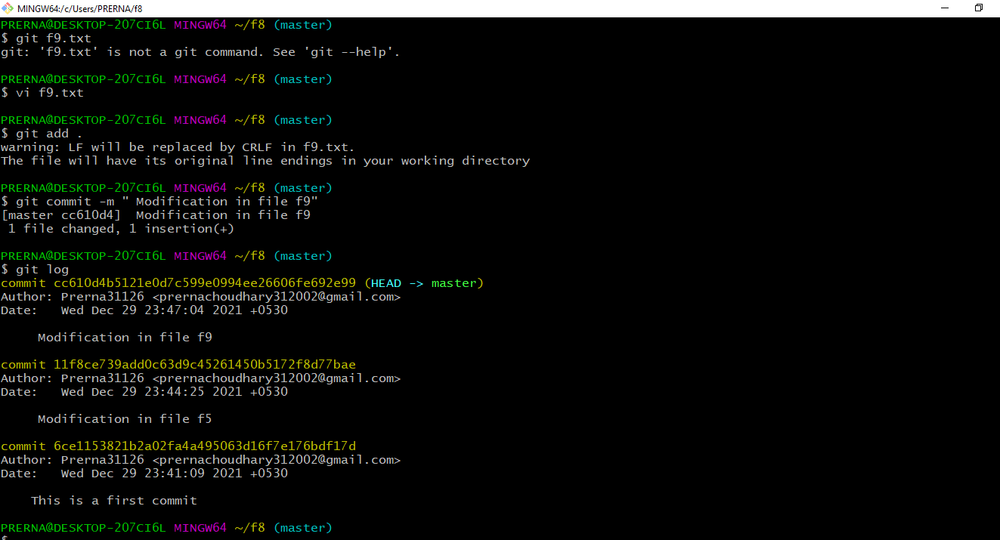 MINGW64:/c/Users/PRERNA/f8
PRERNA@DESKTOP-207CI6L MINGW64 ~/f8 (master)
$ git f9.txt
git: 'f9.txt' is not a git command. See 'git --help'.
PRERNA@DESKTOP-207CI6L MINGW64 ~/f8 (master)
$ vi f9.txt
PRERNA@DESKTOP-207CI6L MINGW64 ~/f8 (master)
$ git add .
warning: LF will be replaced by CRLF in f9.txt.
The file will have its original line endings in your working directory
PRERNA@DESKTOP-207CI6L MINGW64 ~/f8 (master)
$ git commit -m " Modification in file f9"
[master cc610d4]  Modification in file f9
 1 file changed, 1 insertion(+)
PRERNA@DESKTOP-207CI6L MINGW64 ~/f8 (master)
$ git log
commit cc610d4b5121e0d7c599e0994ee26606fe692e99 (HEAD -> master)
Author: Prerna31126 <prernachoudhary312002@gmail.com>
Date:   Wed Dec 29 23:47:04 2021 +0530
     Modification in file f9
commit 11f8ce739add0c63d9c45261450b5172f8d77bae
Author: Prerna31126 <prernachoudhary312002@gmail.com>
Date:   Wed Dec 29 23:44:25 2021 +0530
     Modification in file f5
commit 6ce1153821b2a02fa4a495063d16f7e176bdf17d
Author: Prerna31126 <prernachoudhary312002@gmail.com>
Date:   Wed Dec 29 23:41:09 2021 +0530
    This is a first commit
PRERNA@DESKTOP-207CI6L MINGW64 ~/f8 (master)
$